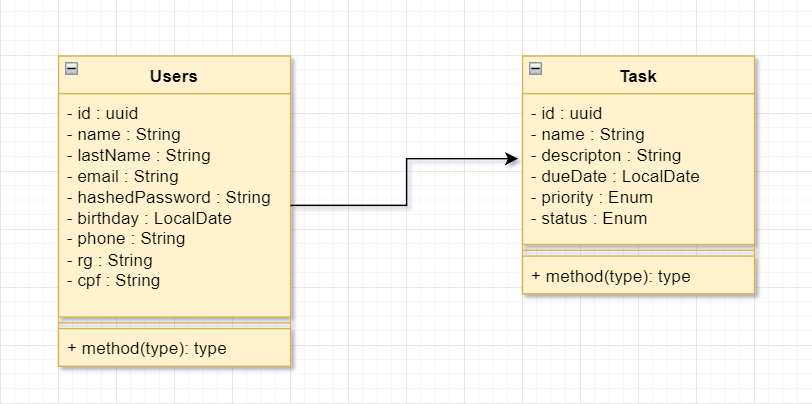 Users
- id : uuid
- name : String
- lastName : String
- email : String
- hashedPassword : String
- birthday : LocalDate
- phone : String
- rg : String
- cpf : String
+ method(type): type
Task
- id : uuid
- name : String
- descripton : String
- dueDate : LocalDate
- priority : Enum
- status : Enum
+ method(type): type